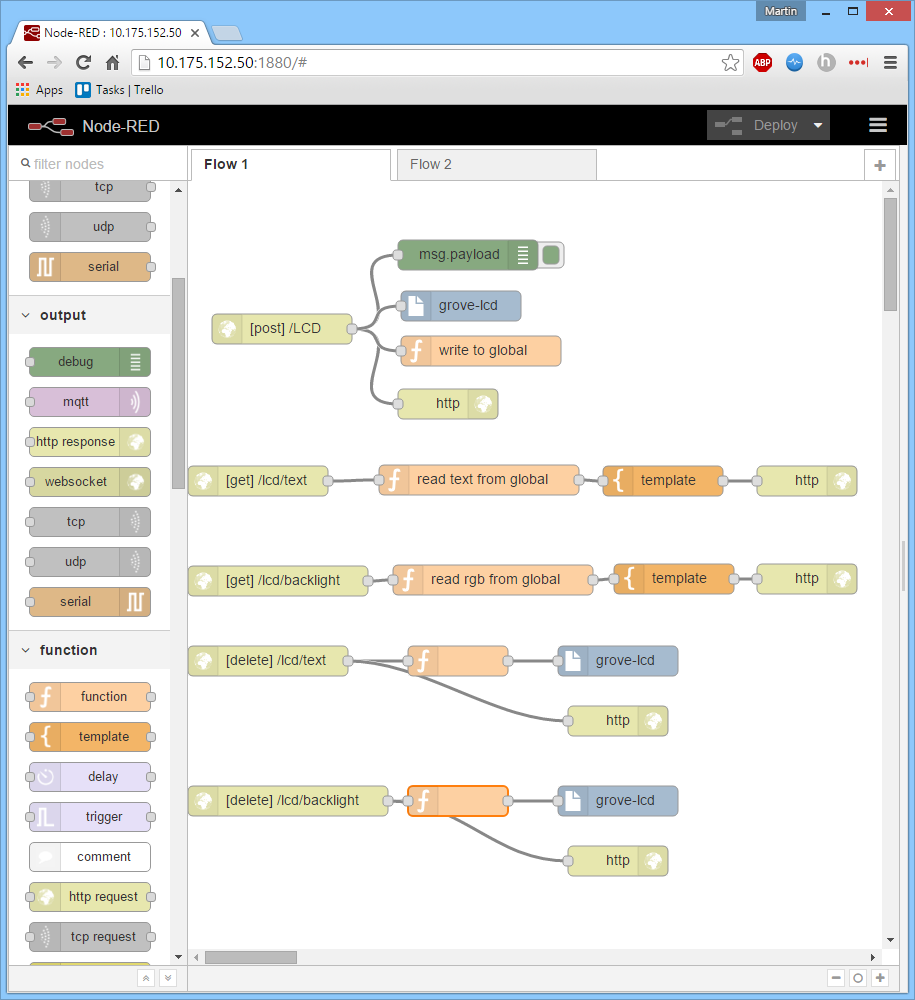 Martin
Node-RED : 10.175.152.50
10.175.152.50:1880/#
ABP
h
Apps
Tasks | Trello
Node-RED
Deploy
filter nodes
Flow 1
Flow 2
tcp
udp
serial
output
debug
mqtt
http response
websocket
tcp
udp
serial
function
function
template
delay
trigger
comment
http request
tcp request
msg.payload
grove-lcd
[post] /LCD
write to global
http
[get] /lcd/text
read text from global
template
http
[get] /lcd/backlight
read rgb from global
template
http
[delete] /lcd/text
grove-lcd
http
[delete] /lcd/backlight
grove-lcd
http